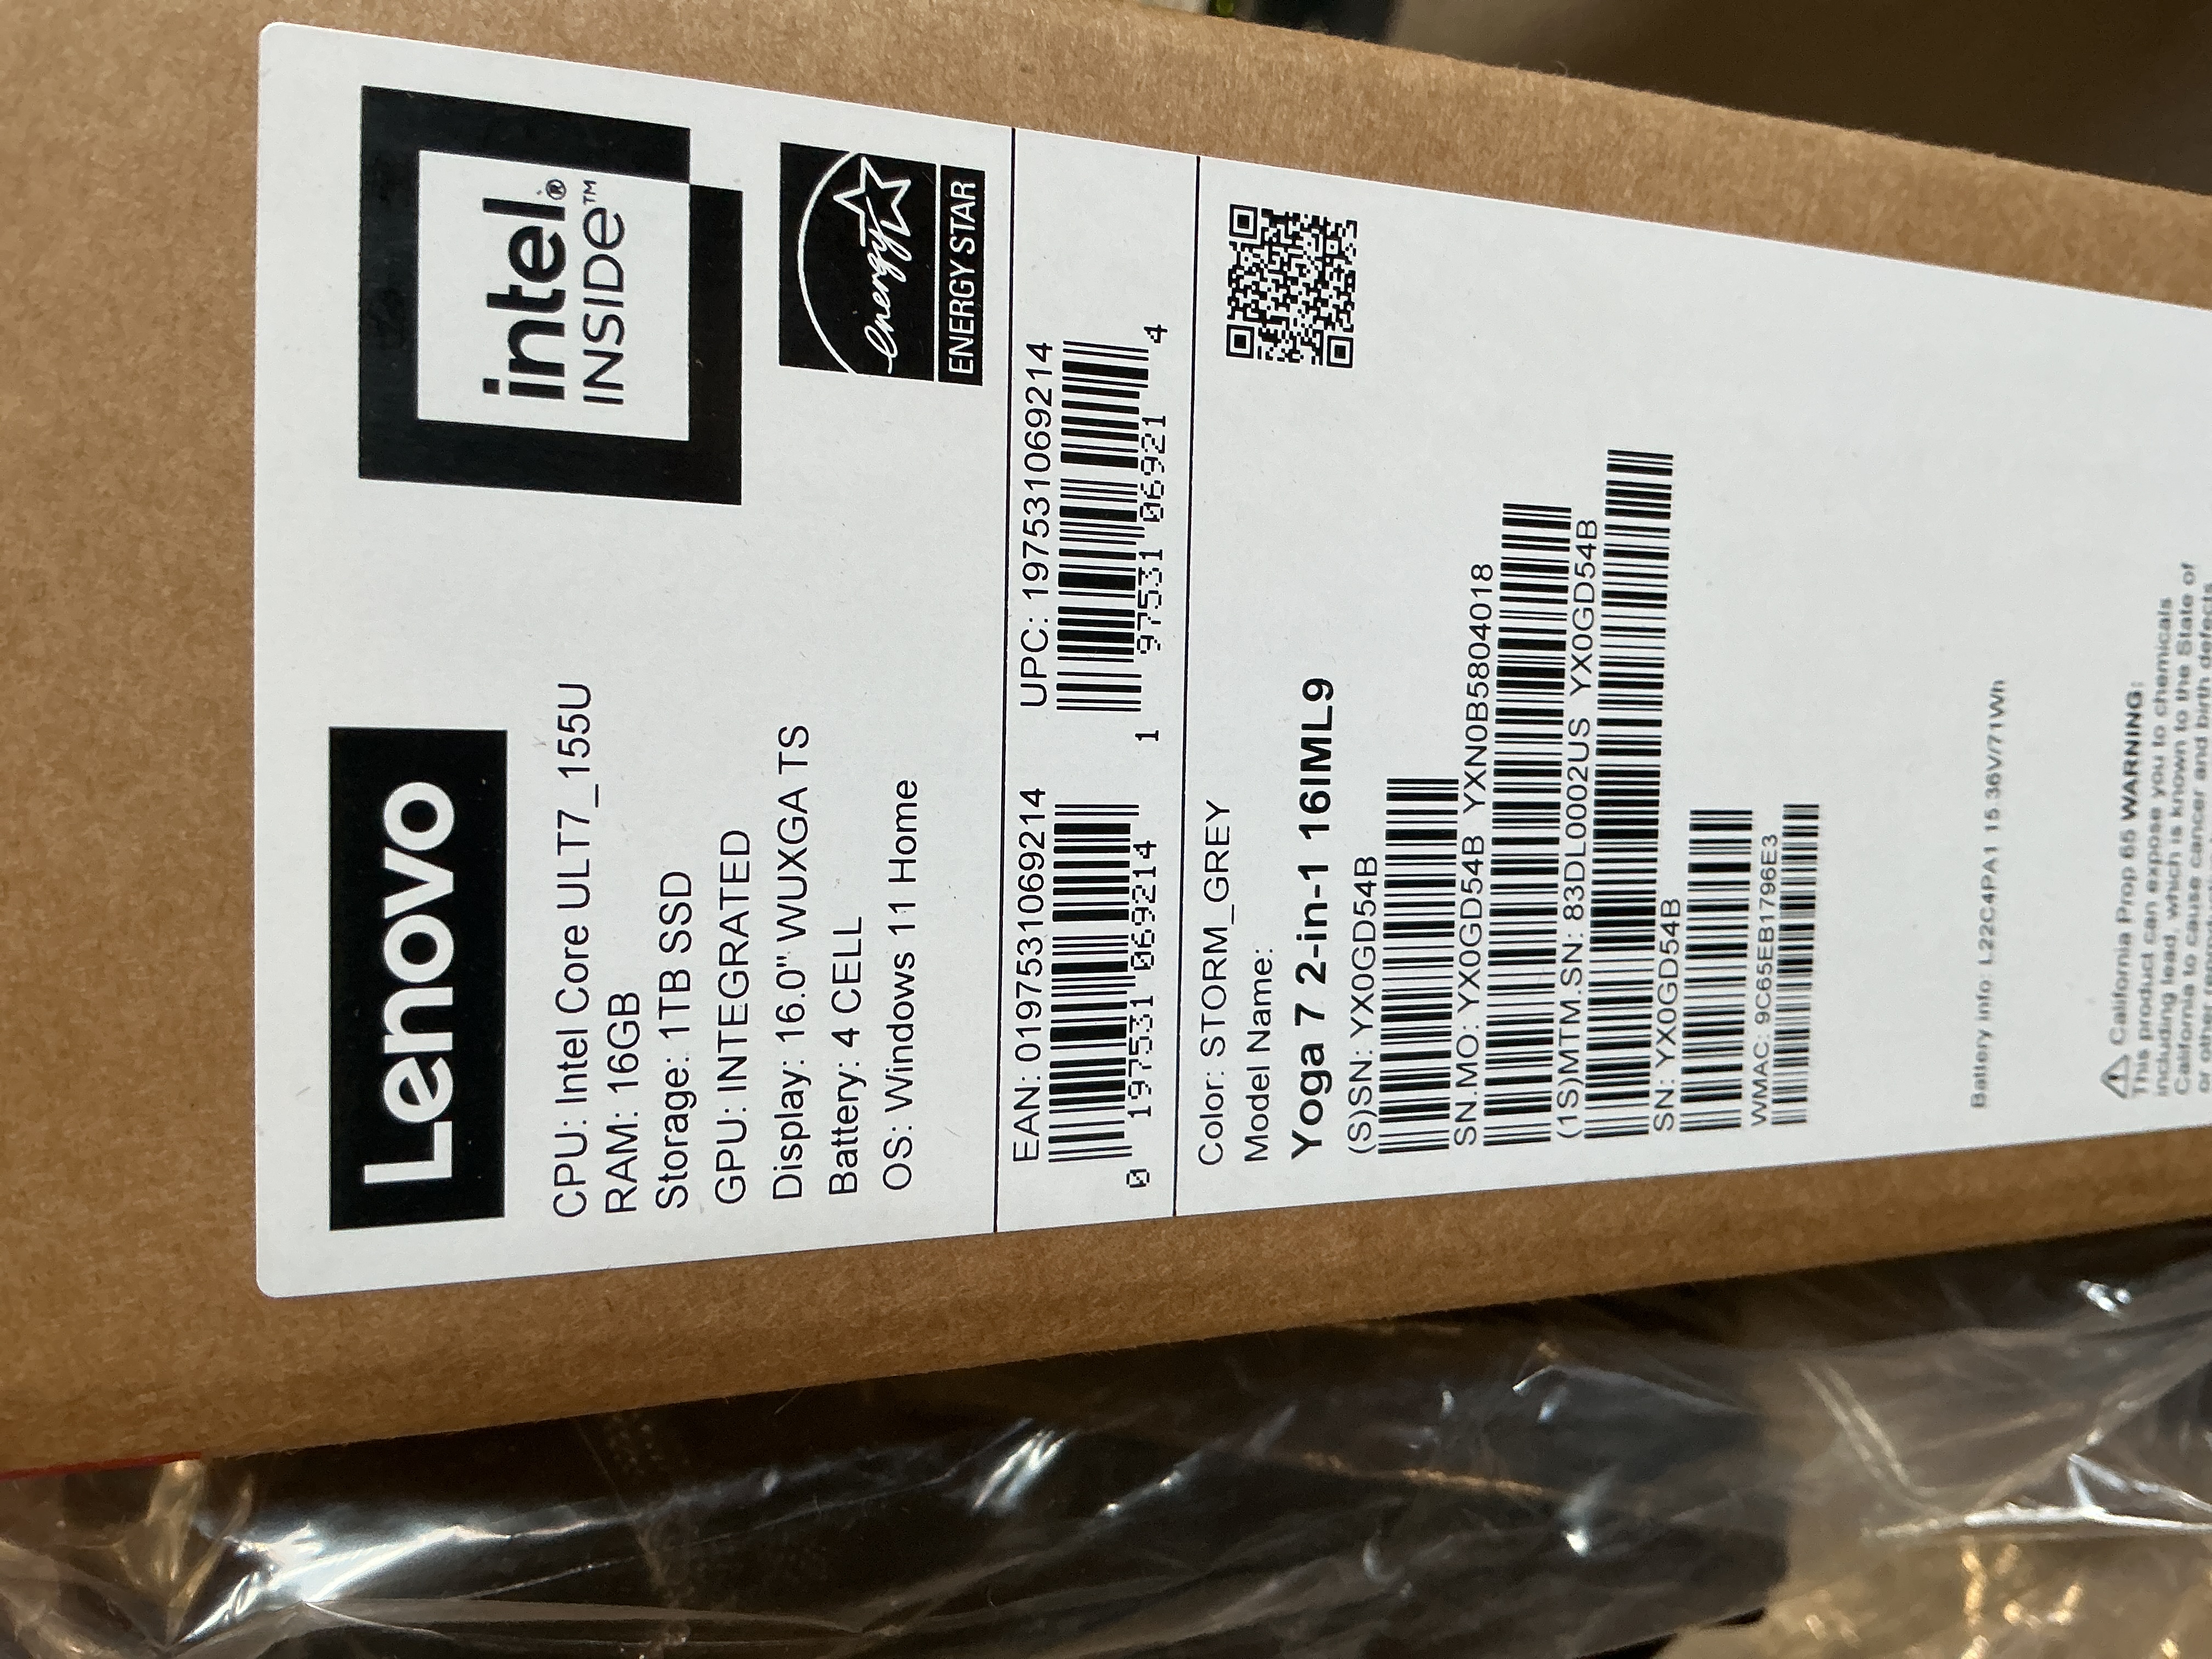 Lenovo
intel®
INSIDE™
CPU: Intel Core ULT7_155U
RAM: 16GB
Storage: 1TB SSD
GPU: INTEGRATED
Display: 16.0" WUXGA TS
Battery: 4 CELL
OS: Windows 11 Home
energy
ENERGY STAR
EAN: 0197531069214
0 197531 069214
UPC: 197531069214
1 97531 06921 4
Color: STORM_GREY
Model Name:
Yoga 7 2-in-1 16IML9
(S)SN: YX0GD54B
SN.MO: YX0GD54B YXN0B5804018
(1S)MTM.SN: 83DL0002US YX0GD54B
SN: YX0GD54B
WMAC: 9C65EB1796E3
Battery Info: L22C4PA1 15.36V/71Wh
⚠ California Prop 65 WARNING:
This product can expose you to chemicals
including lead, which is known to the State of
California to cause cancer and birth defects